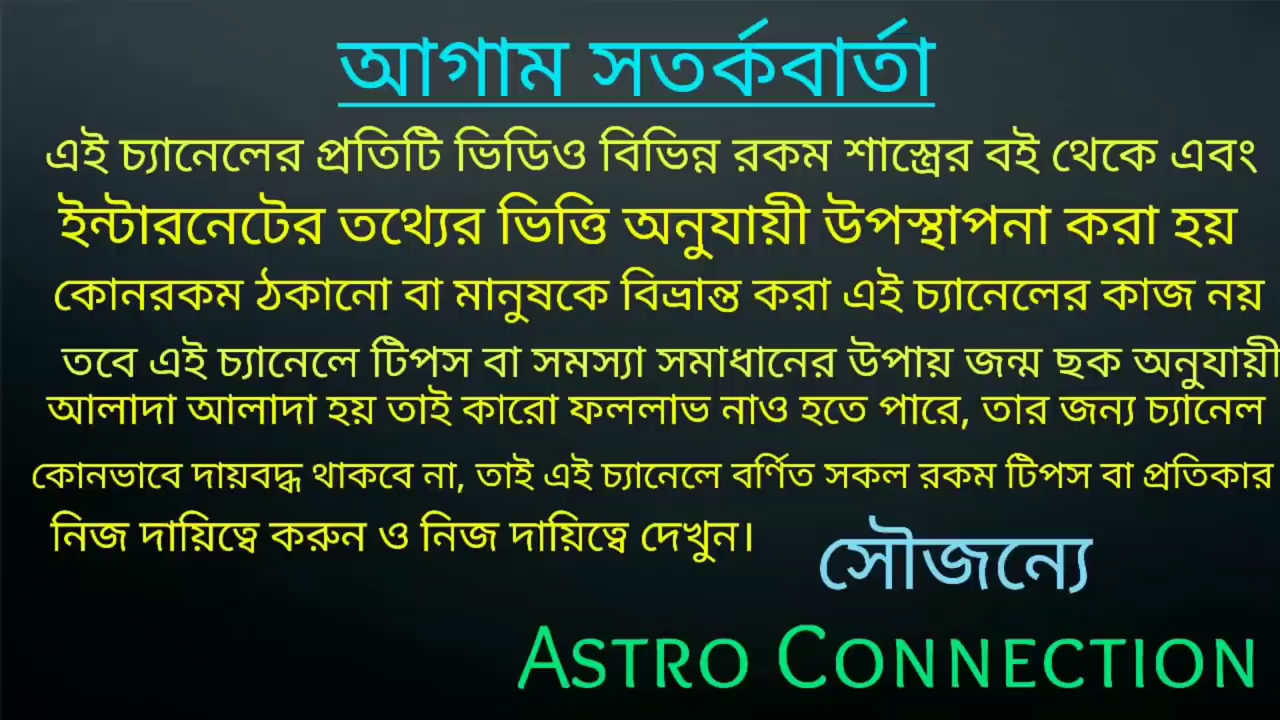 আগাম সতর্কবার্তা
এই চ্যানেলের প্রতিটি ভিডিও বিভিন্ন রকম শাস্ত্রের বই থেকে এবং
ইন্টারনেটের তথ্যের ভিত্তি অনুযায়ী উপস্থাপনা করা হয়
কোনরকম ঠকানো বা মানুষকে বিভ্রান্ত করা এই চ্যানেলের কাজ নয়
তবে এই চ্যানেলে টিপস বা সমস্যা সমাধানের উপায় জন্ম ছক অনুযায়ী
আলাদা আলাদা হয় তাই কারো ফললাভ নাও হতে পারে, তার জন্য চ্যানেল
কোনভাবে দায়বদ্ধ থাকবে না, তাই এই চ্যানেলে বর্ণিত সকল রকম টিপস বা প্রতিকার
নিজ দায়িত্বে করুন ও নিজ দায়িত্বে দেখুন।
সৌজন্যে
ASTRO CONNECTION